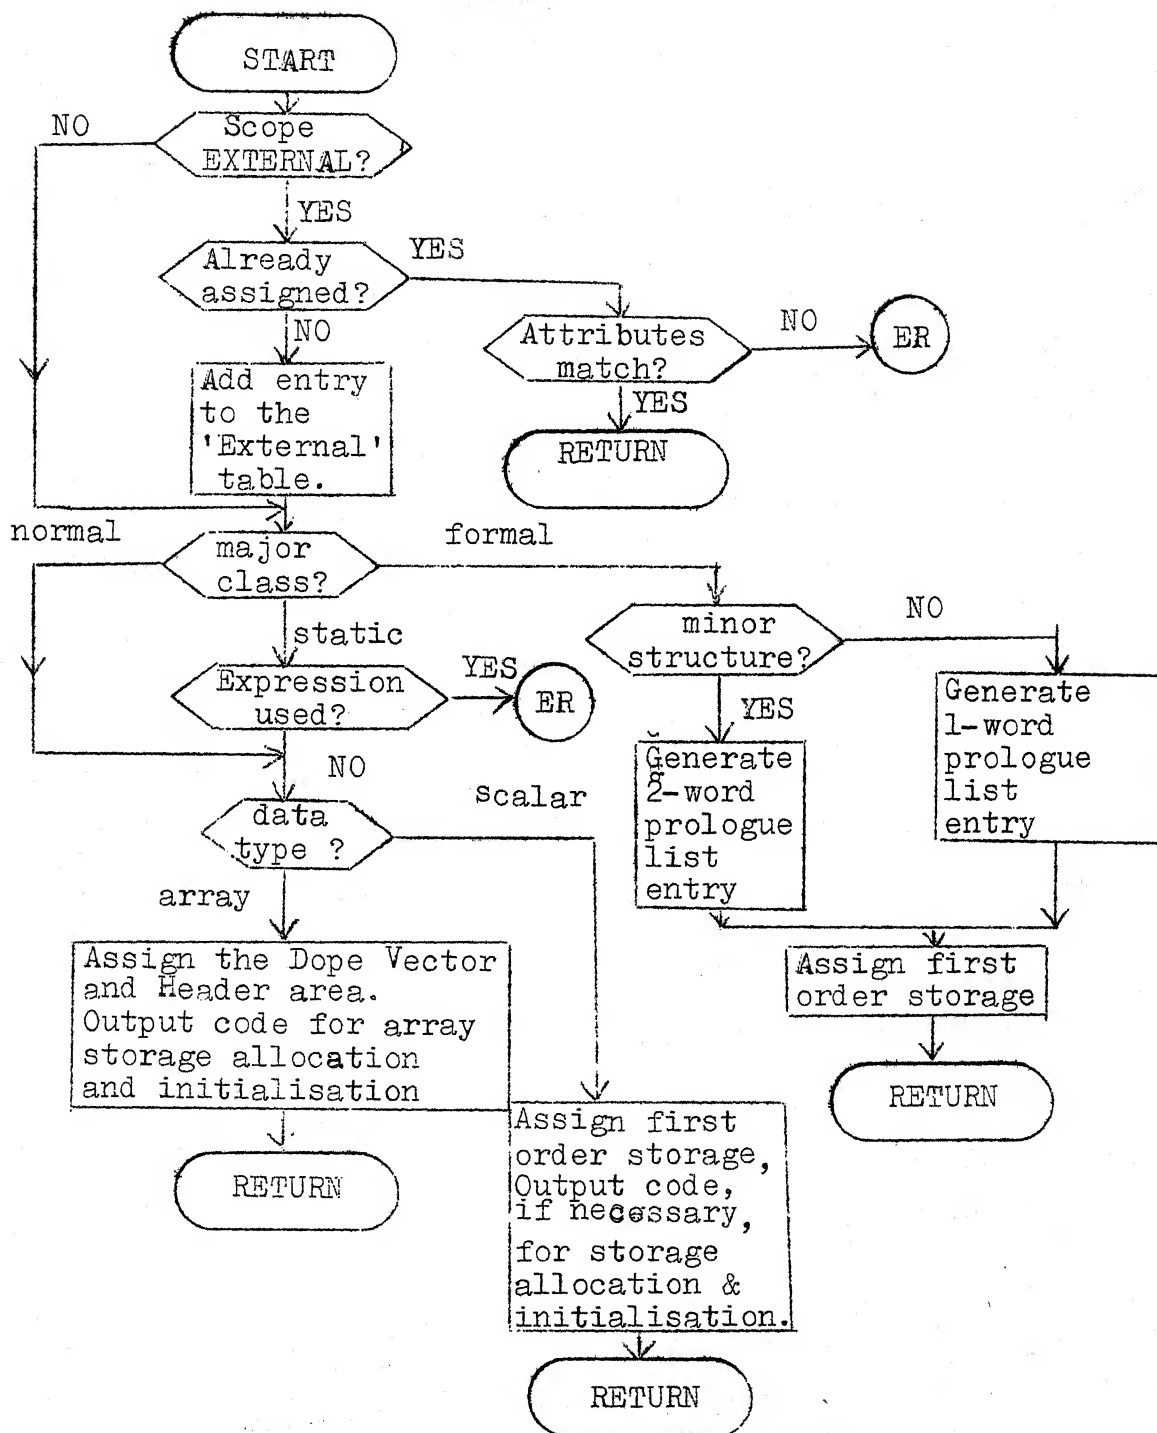 START
NO
Scope
EXTERNAL?
YES
Already
assigned?
YES
NO
Attributes
match?
NO
ER
YES
RETURN
Add entry
to the
'External'
table.
normal
major
class?
formal
static
minor
structure?
NO
Expression
used?
YES
ER
YES
Generate
1-word
prologue
list
entry
Generate
2-word
prologue
list
entry
NO
data
type ?
scalar
array
Assign the Dope Vector
and Header area.
Output code for array
storage allocation
and initialisation
RETURN
Assign first
order storage
RETURN
Assign first
order storage,
Output code,
if necessary,
for storage
allocation &
initialisation.
RETURN